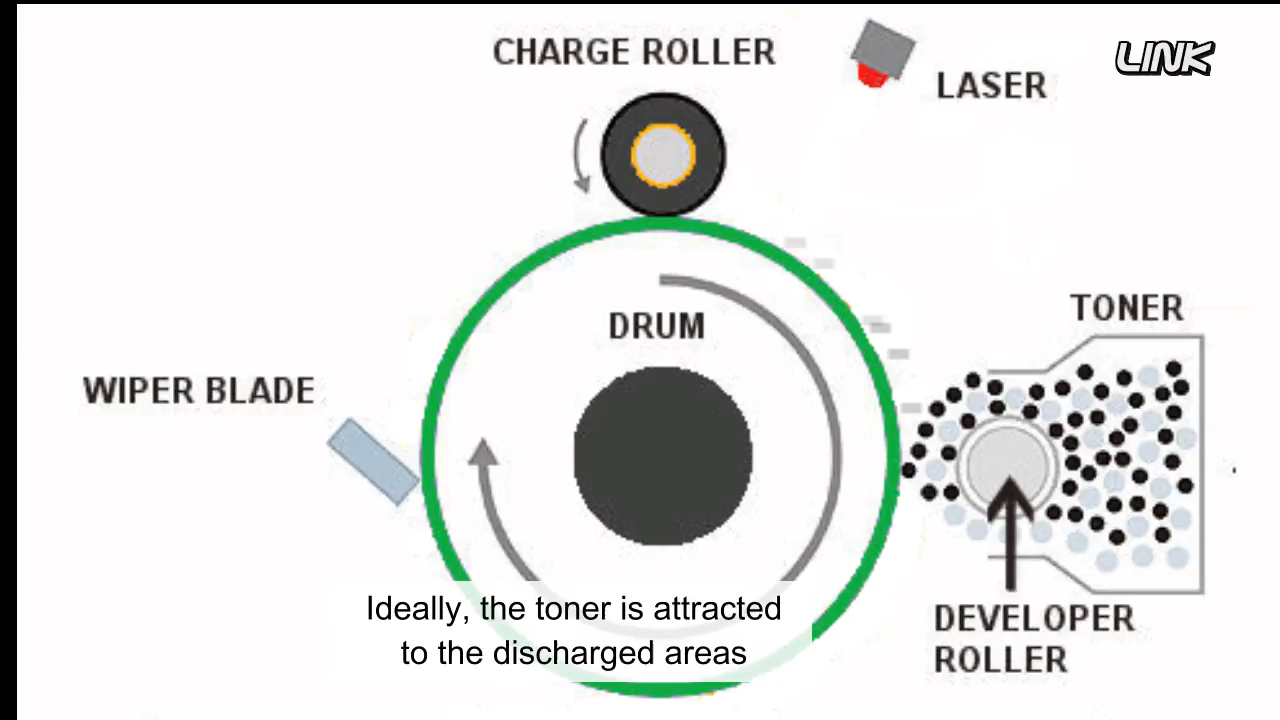 CHARGE ROLLER
LASER
LINK
DRUM
TONER
WIPER BLADE
DEVELOPER
ROLLER
Ideally, the toner is attracted
to the discharged areas